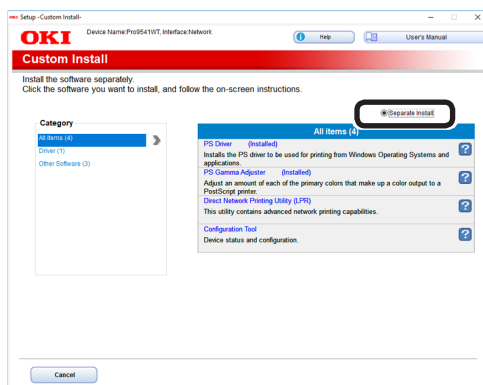 Setup -Custom Install-
OKI
Device Name:Pro9541WT, Interface:Network
Help
User's Manual
Custom Install
Install the software separately.
Click the software you want to install, and follow the on-screen instructions.
Separate Install
Category
All items (4)
Driver (1)
Other Software (3)
All items (4)
PS Driver (Installed)
Installs the PS driver to be used for printing from Windows Operating Systems and
applications.
PS Gamma Adjuster (Installed)
Adjust an amount of each of the primary colors that make up a color output to a
PostScript printer.
Direct Network Printing Utility (LPR)
This utility contains advanced network printing capabilities.
Configuration Tool
Device status and configuration.
Cancel